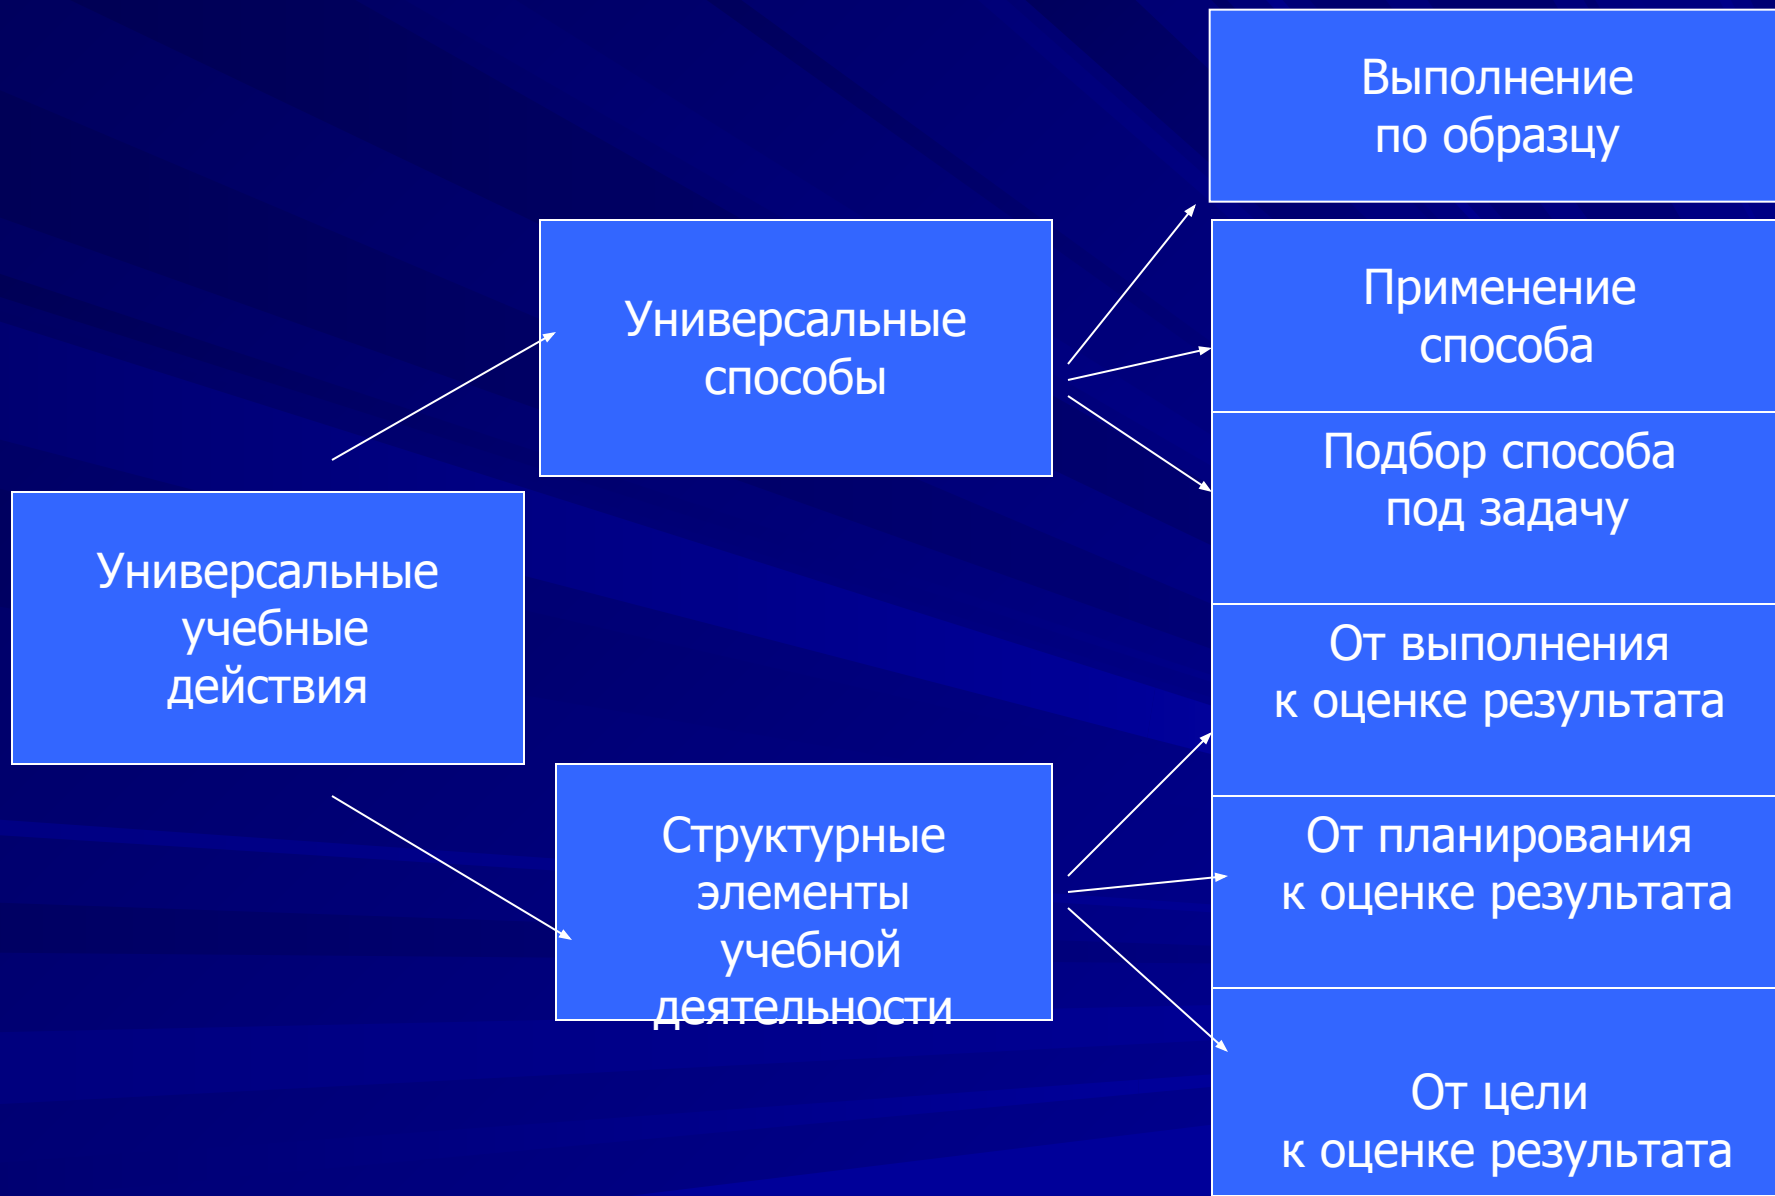 Выполнение
по образцу
Универсальные
способы
Применение
способа
Подбор способа
под задачу
Универсальные
учебные
действия
От выполнения
к оценке результата
Структурные
элементы
учебной
деятельности
От планирования
к оценке результата
От цели
к оценке результата